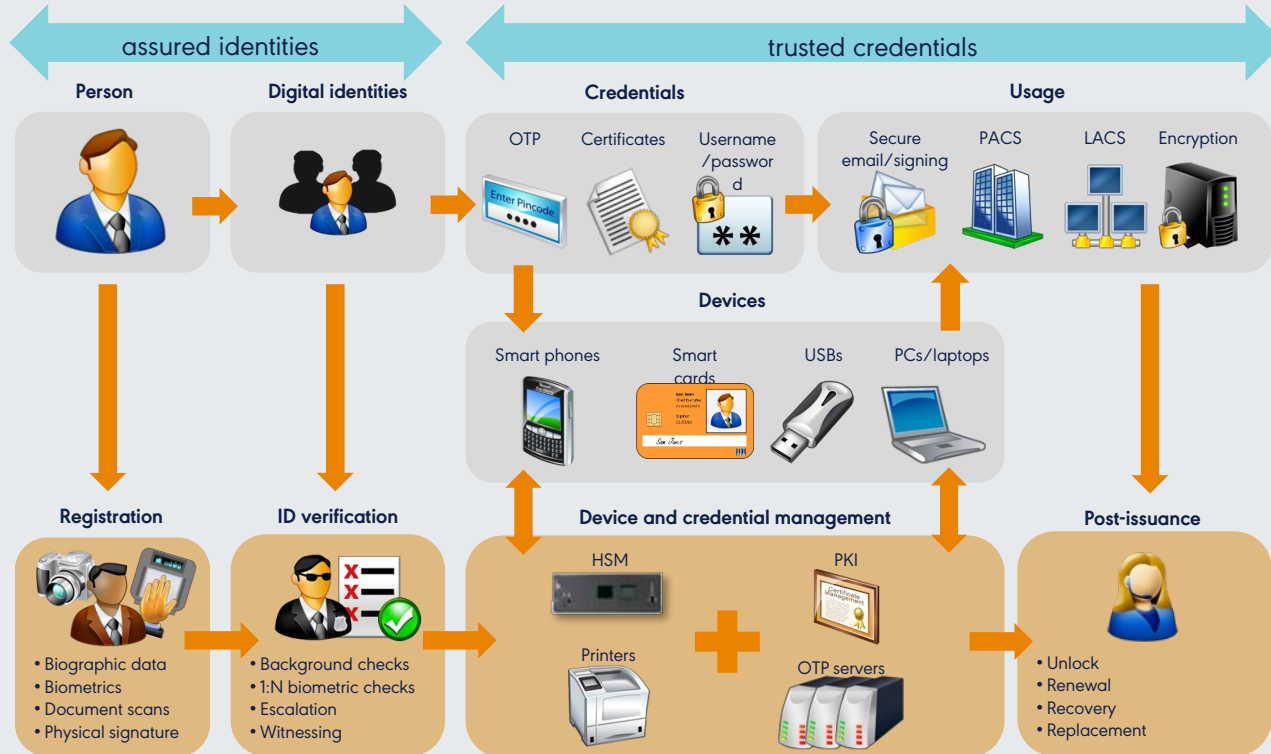 assured identities
trusted credentials
Person
Digital identities
Credentials
Usage
OTP
Certificates
Username
/passwor
d
Secure
email/signing
PACS
LACS
Encryption
Enter Pincode
**
Devices
Smart phones
Smart
cards
USBs
PCs/laptops
Sam Jones
Registration
ID verification
Device and credential management
Post-issuance
HSM
PKI
Certificate
Management
Printers
OTP servers
• Biographic data
• Biometrics
• Document scans
• Physical signature
X
X
X
• Background checks
• 1:N biometric checks
• Escalation
• Witnessing
• Unlock
• Renewal
• Recovery
• Replacement